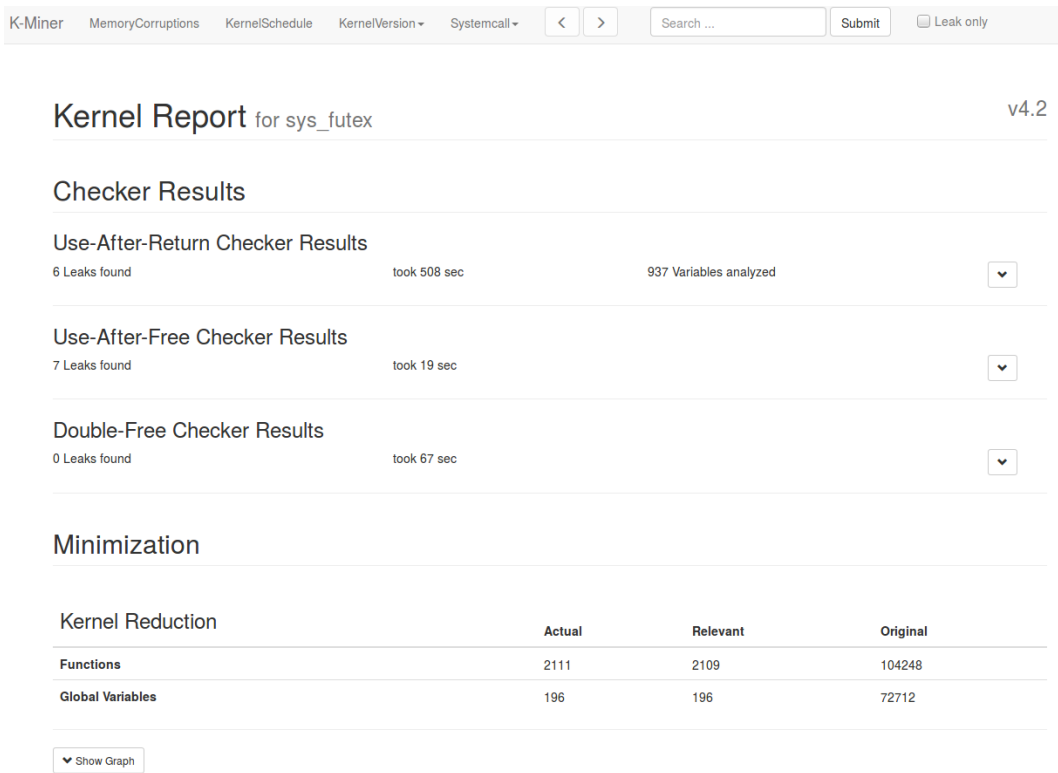 K-Miner MemoryCorruptions KernelSchedule KernelVersion Systemcall Search ... Submit Leak only
Kernel Report for sys_futex v4.2
Checker Results
Use-After-Return Checker Results
6 Leaks found took 508 sec 937 Variables analyzed
Use-After-Free Checker Results
7 Leaks found took 19 sec
Double-Free Checker Results
0 Leaks found took 67 sec
Minimization
Kernel Reduction Actual Relevant Original
Functions 2111 2109 104248
Global Variables 196 196 72712
Show Graph